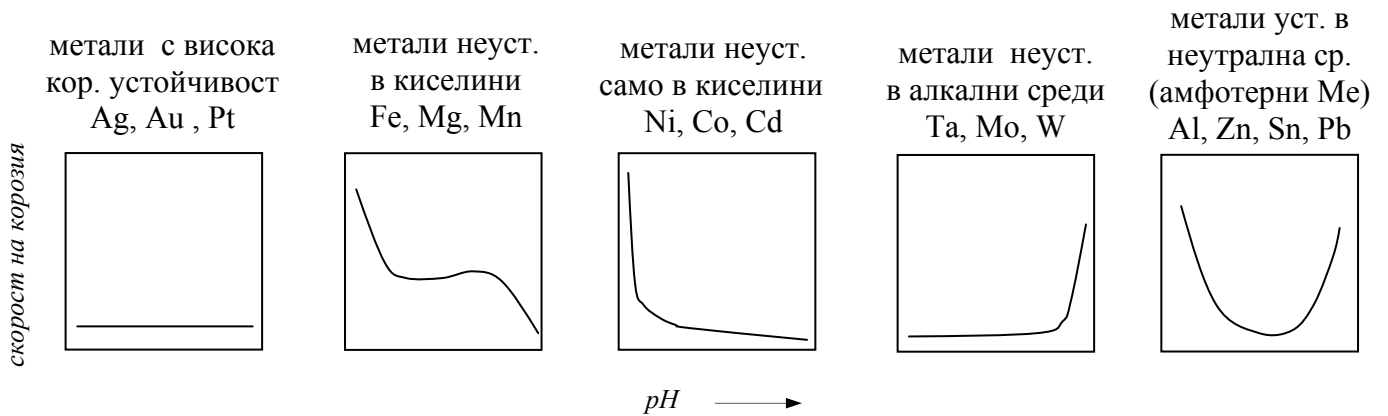 метали с висока
кор. устойчивост
Ag, Au , Pt
метали неуст.
в киселини
Fe, Mg, Mn
метали неуст.
само в киселини
Ni, Co, Cd
метали неуст.
в алкални среди
Ta, Mo, W
метали уст. в
неутрална ср.
(амфотерни Me)
Al, Zn, Sn, Pb
скорост на корозия
pH